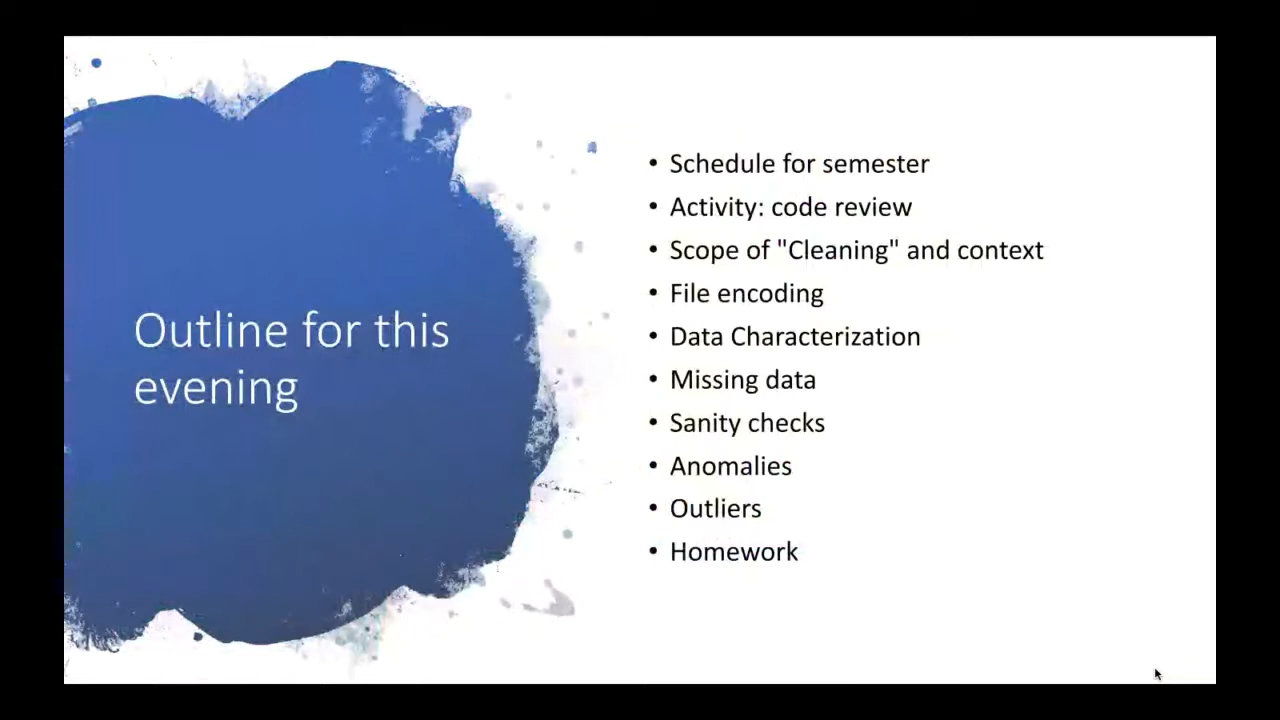 Outline for this
evening
• Schedule for semester
• Activity: code review
• Scope of "Cleaning" and context
• File encoding
• Data Characterization
• Missing data
• Sanity checks
• Anomalies
• Outliers
• Homework